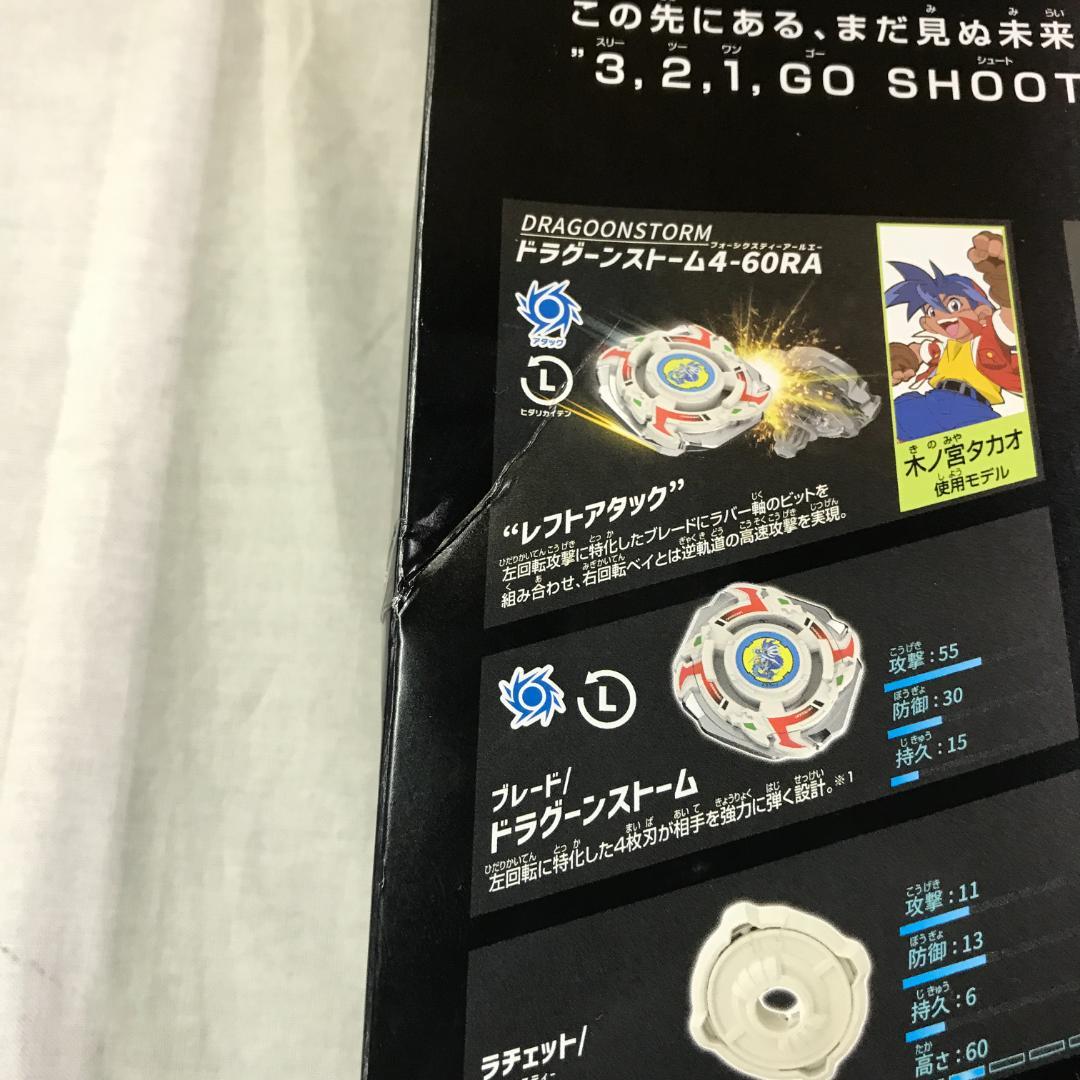 この先にある、まだ見ぬ未来
"3,2,1,GO SHOOT
DRAGOONSTORM
ドラグーンストーム4-60RA
アタック
L
ヒダリカイテン
木ノ宮タカオ
使用モデル
“レフトアタック”
左回転攻撃に特化したブレードにラバー軸のビットを
組み合わせ、右回転ベイとは逆軌道の高速攻撃を実現。
L
ブレード/
ドラグーンストーム
左回転に特化した4枚刃が相手を強力に弾く設計。※1
攻撃:55
防御:30
持久:15
ラチェット/
攻撃:11
防御:13
持久:6
高さ:60